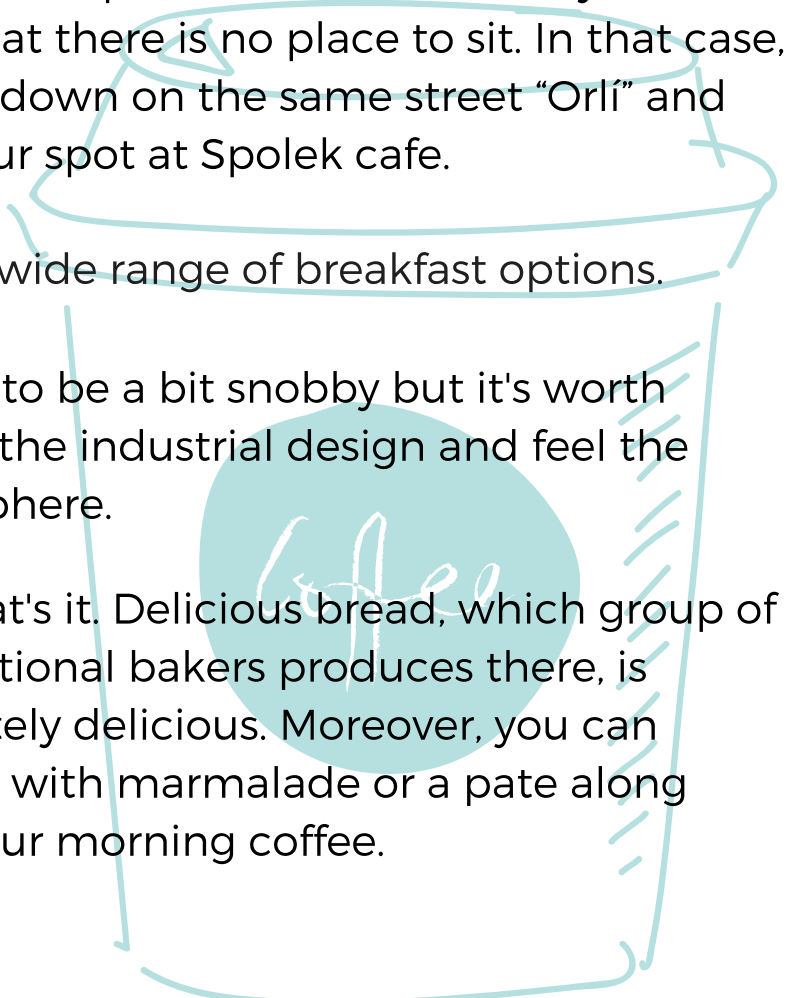 at there is no place to sit. In that case,
down on the same street “Orlí” and
ur spot at Spolek cafe.
wide range of breakfast options.
to be a bit snobby but it's worth
the industrial design and feel the
phere.
at's it. Delicious bread, which group of
tional bakers produces there, is
tely delicious. Moreover, you can
with marmalade or a pate along
ur morning coffee.
Coffee